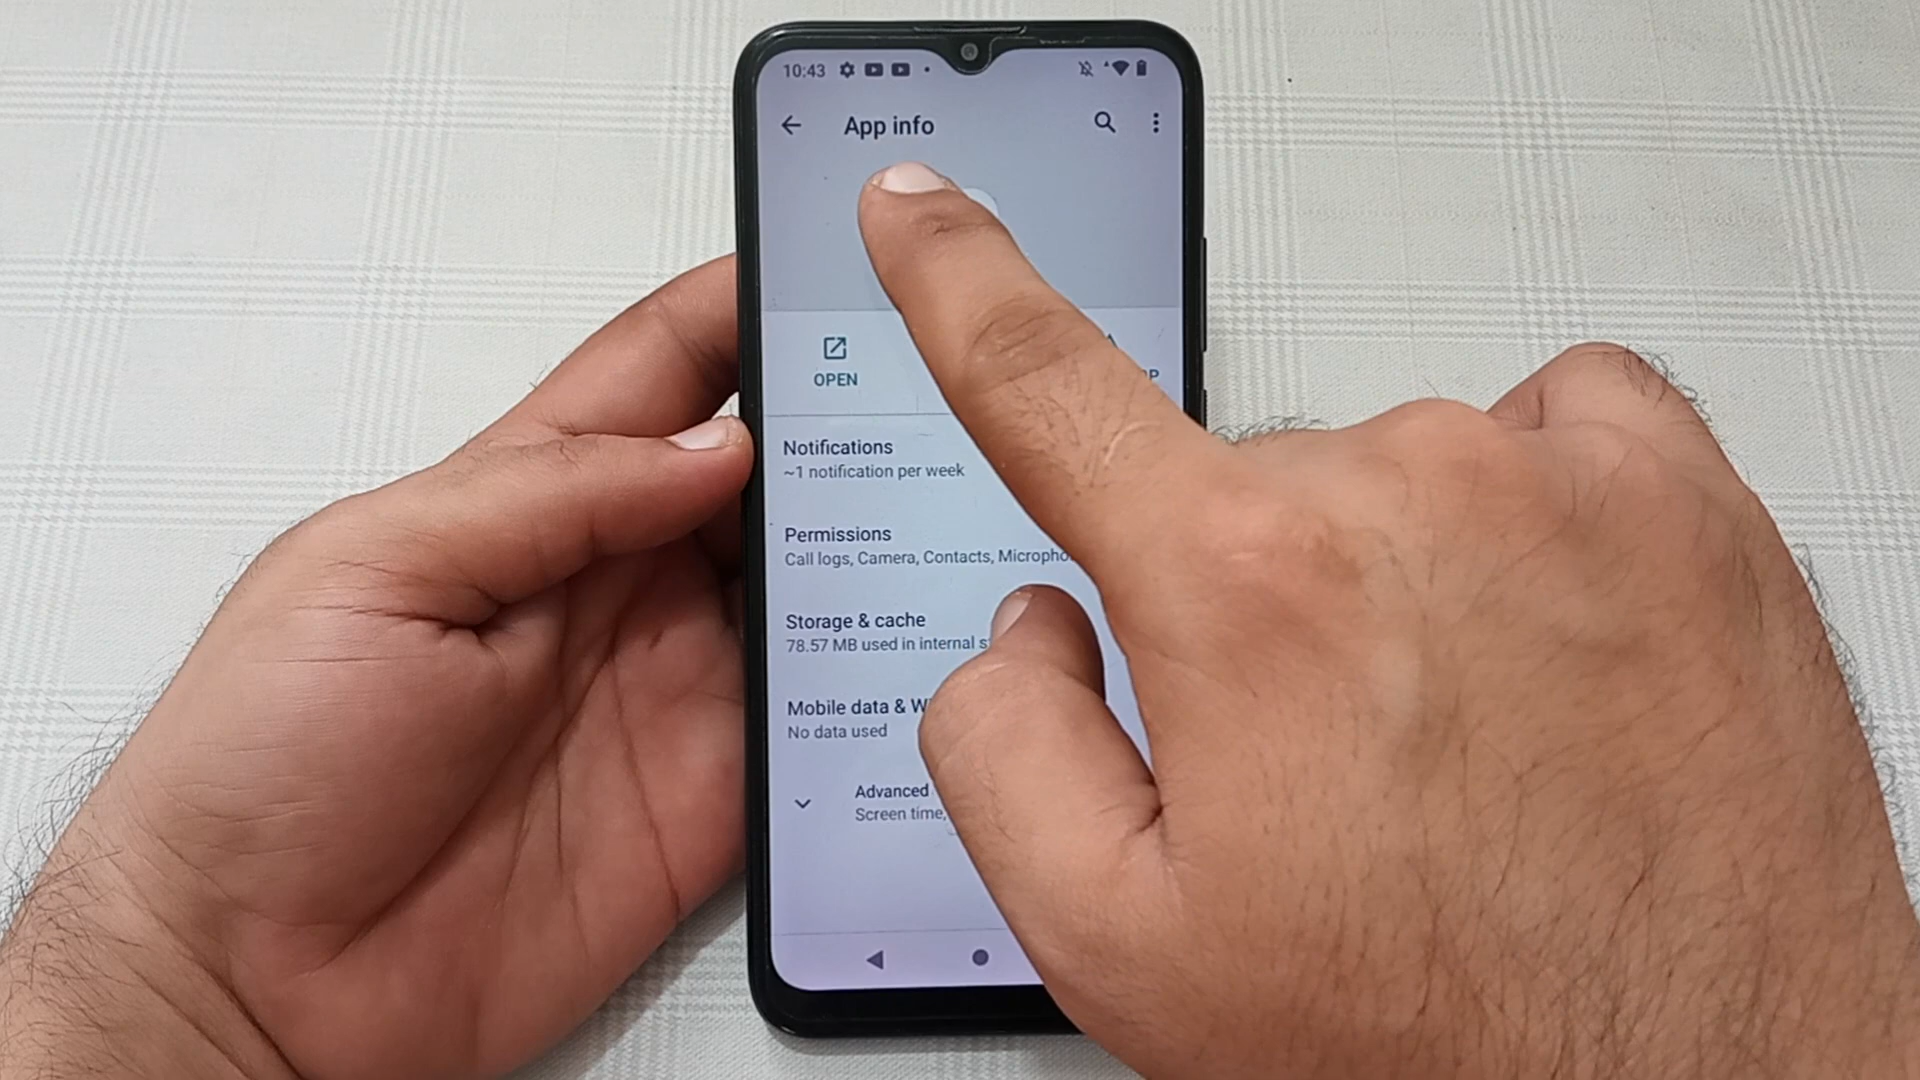 10:43
App info
OPEN
Notifications
~1 notification per week
Permissions
Call logs, Camera, Contacts,
Storage & cache
78.57 MB used in internal
Mobile data &
No data used
Advanced
Screen time,